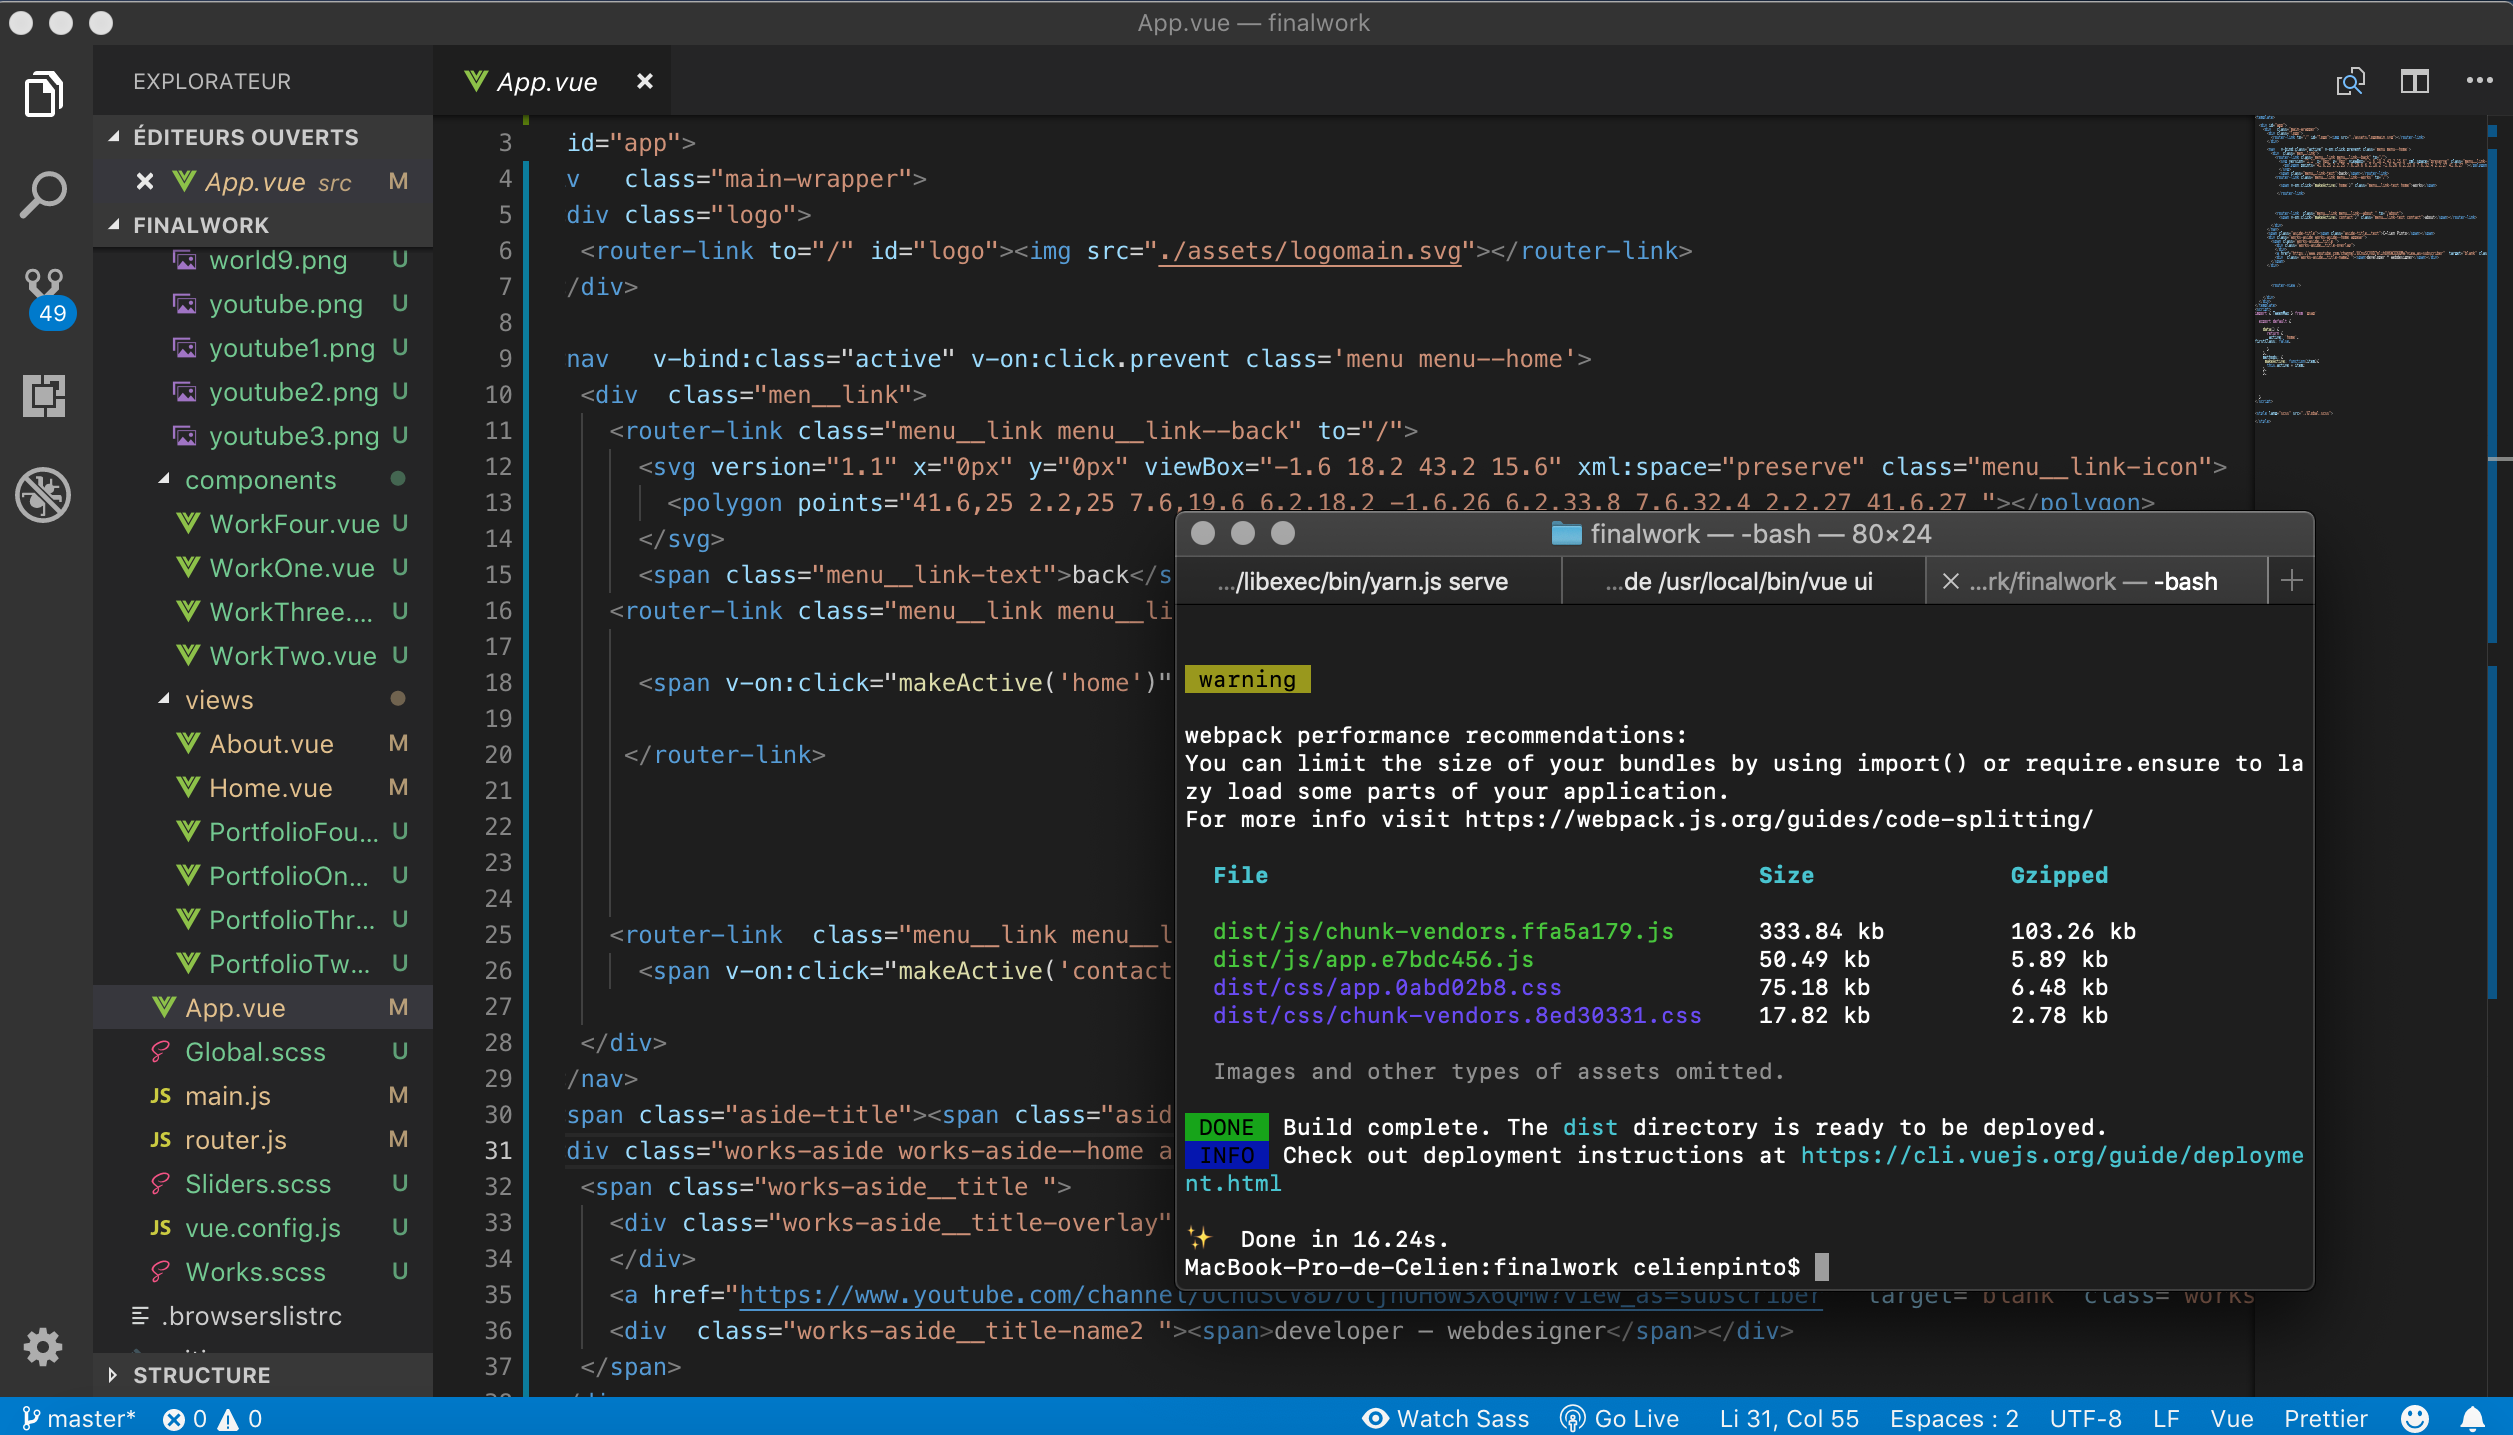 App.vue — finalwork
EXPLORATEUR
App.vue
ÉDITEURS OUVERTS
App.vue src M
FINALWORK
world9.png U
49
youtube.png U
youtube1.png U
youtube2.png U
youtube3.png U
components
WorkFour.vue U
WorkOne.vue U
WorkThree.... U
WorkTwo.vue U
views
About.vue M
Home.vue M
PortfolioFou... U
PortfolioOn... U
PortfolioThr... U
PortfolioTw... U
App.vue M
Global.scss U
JS main.js M
JS router.js M
Sliders.scss U
JS vue.config.js U
Works.scss U
.browserslistrc
STRUCTURE
3 id="app">
4 v   class="main-wrapper">
5 div class="logo">
6 <router-link to="/" id="logo"><img src="./assets/logomain.svg"></router-link>
7 /div>
8
9 nav   v-bind:class="active" v-on:click.prevent class='menu menu--home'>
10 <div  class="men__link">
11 <router-link class="menu__link menu__link--back" to="/">
12 <svg version="1.1" x="0px" y="0px" viewBox="-1.6 18.2 43.2 15.6" xml:space="preserve" class="menu__link-icon">
13 <polygon points="41.6,25 2.2,25 7.6,19.6 6.2,18.2 -1.6,26 6.2,33.8 7.6,32.4 2.2,27 41.6,27 "></polygon>
14 </svg>
15 <span class="menu__link-text">back</s
16 <router-link class="menu__link menu__li
17
18 <span v-on:click="makeActive('home')"
19
20 </router-link>
21
22
23
24
25 <router-link  class="menu__link menu__l
26 <span v-on:click="makeActive('contact
27
28 </div>
29 /nav>
30 span class="aside-title"><span class="asid
31 div class="works-aside works-aside--home a
32 <span class="works-aside__title ">
33 <div class="works-aside__title-overlay"
34 </div>
35 <a href="https://www.youtube.com/channel/ ?view_as=subscriber   target= blank  class= works
36 <div  class="works-aside__title-name2 "><span>developer – webdesigner</span></div>
37 </span>
finalwork — -bash — 80×24
.../libexec/bin/yarn.js serve
...de /usr/local/bin/vue ui
...rk/finalwork — -bash
warning
webpack performance recommendations:
You can limit the size of your bundles by using import() or require.ensure to la
zy load some parts of your application.
For more info visit https://webpack.js.org/guides/code-splitting/
File Size Gzipped
dist/js/chunk-vendors.ffa5a179.js 333.84 kb 103.26 kb
dist/js/app.e7bdc456.js 50.49 kb 5.89 kb
dist/css/app.0abd02b8.css 75.18 kb 6.48 kb
dist/css/chunk-vendors.8ed30331.css 17.82 kb 2.78 kb
Images and other types of assets omitted.
DONE Build complete. The dist directory is ready to be deployed.
INFO Check out deployment instructions at https://cli.vuejs.org/guide/deployme
nt.html
✨ Done in 16.24s.
MacBook-Pro-de-Celien:finalwork celienpinto$
master* 0 0 Watch Sass Go Live Li 31, Col 55 Espaces : 2 UTF-8 LF Vue Prettier